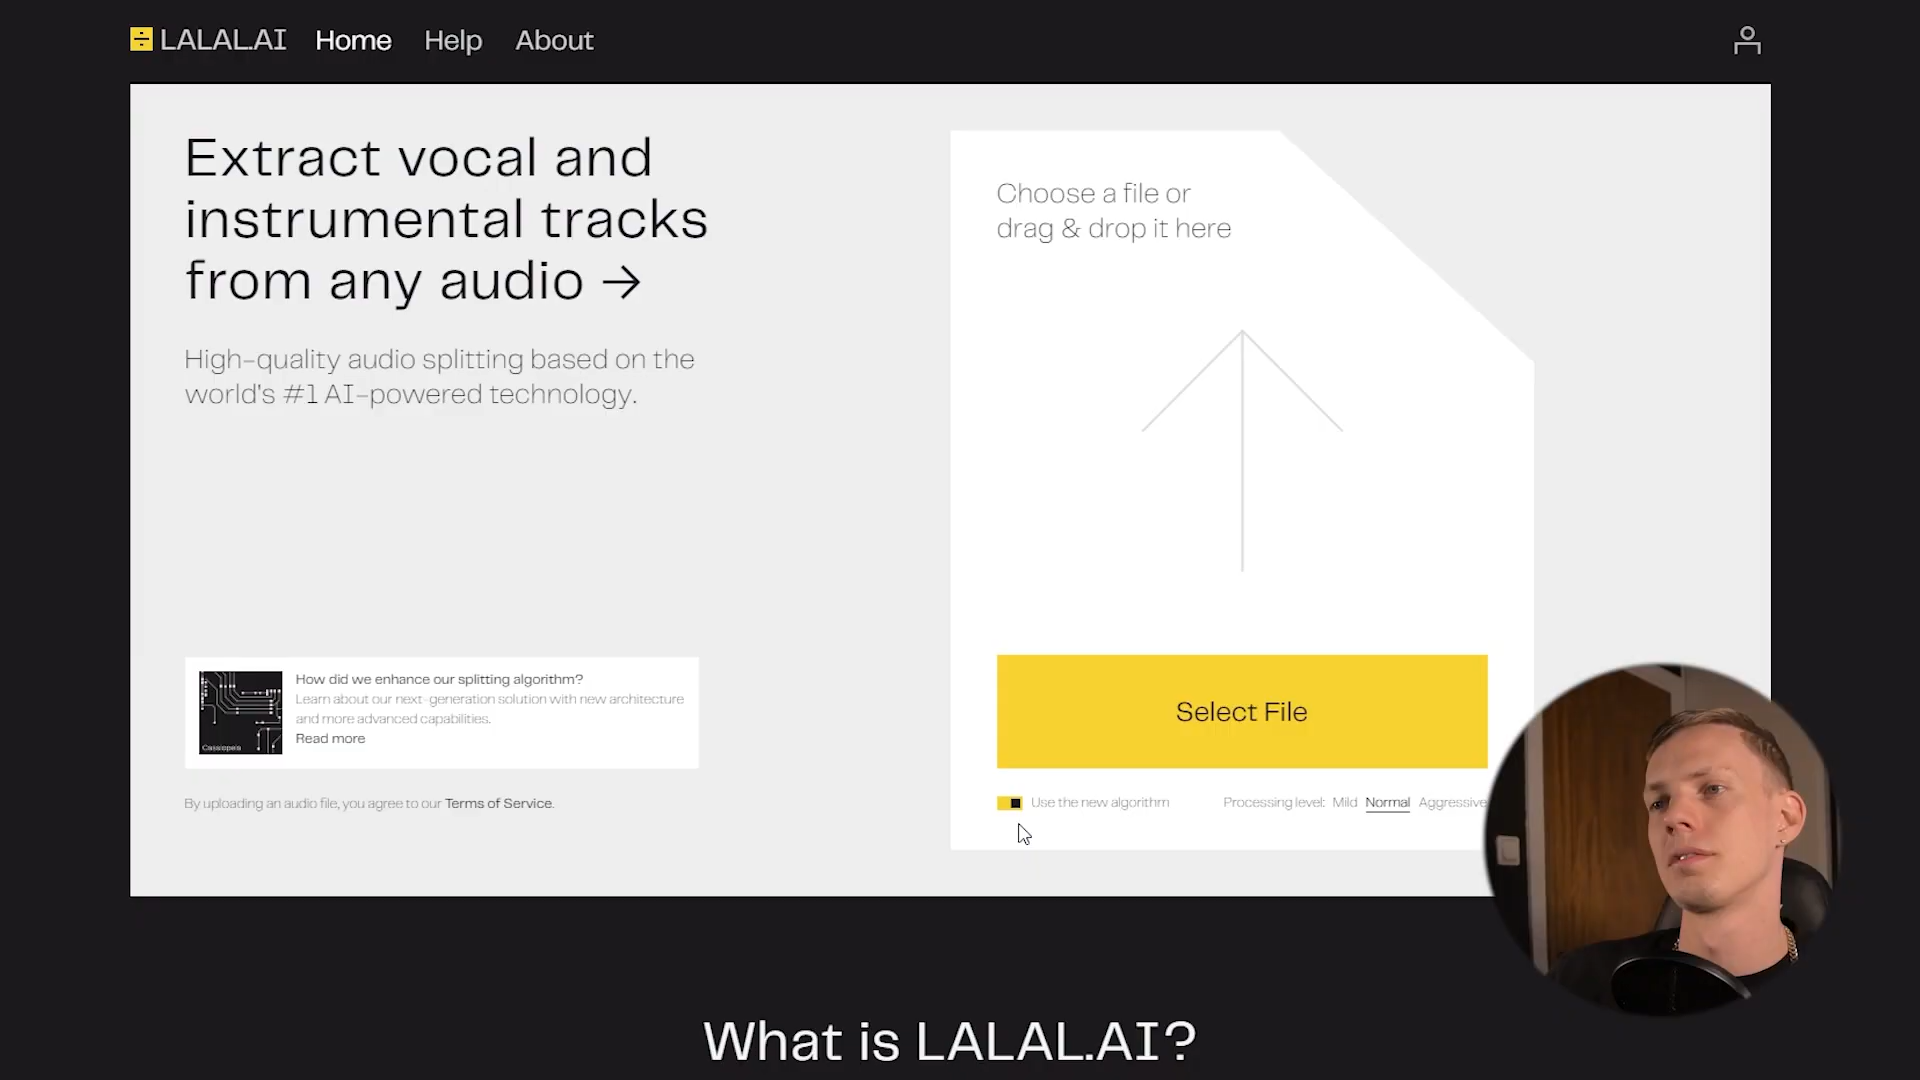 LALAL.AI Home Help About
Extract vocal and
instrumental tracks
from any audio →
High-quality audio splitting based on the
world's #1 AI-powered technology.
Choose a file or
drag & drop it here
Select File
Use the new algorithm
Processing level: Mild Normal Aggressive
Cassiopeia
How did we enhance our splitting algorithm?
Learn about our next-generation solution with new architecture
and more advanced capabilities.
Read more
By uploading an audio file, you agree to our Terms of Service.
What is LALAL.AI?